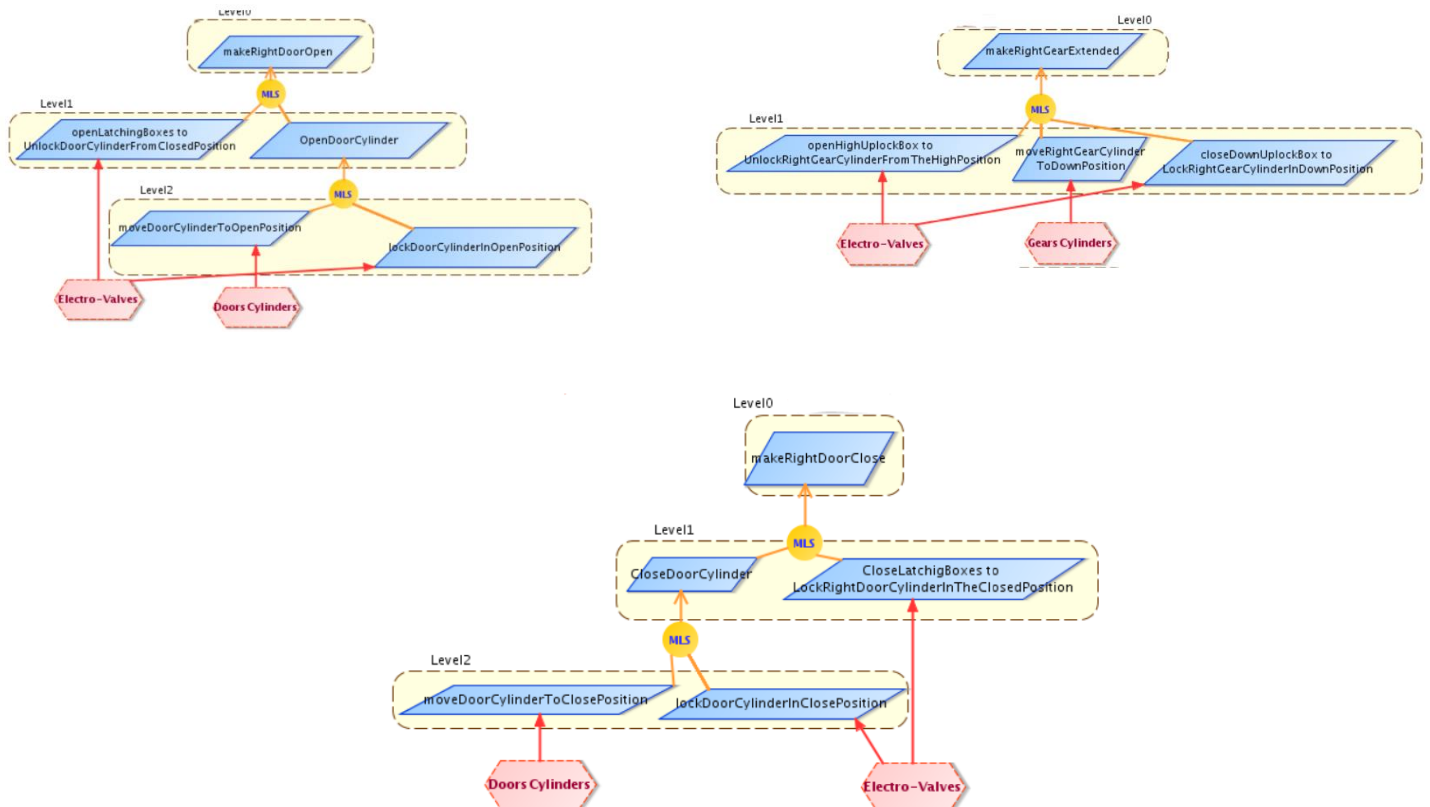 Level0
makeRightDoorOpen
MLS
Level1
openLatchingBoxes to
UnlockDoorCylinderFromClosedPosition
OpenDoorCylinder
MLS
Level2
moveDoorCylinderToOpenPosition
lockDoorCylinderInOpenPosition
Electro-Valves
Doors Cylinders
Level0
makeRightGearExtended
MLS
Level1
openHighUplockBox to
UnlockRightGearCylinderFromTheHighPosition
moveRightGearCylinder
ToDownPosition
closeDownUplockBox to
LockRightGearCylinderInDownPosition
Electro-Valves
Gears Cylinders
Level0
makeRightDoorClose
MLS
Level1
CloseDoorCylinder
CloseLatchigBoxes to
LockRightDoorCylinderInTheClosedPosition
MLS
Level2
moveDoorCylinderToClosePosition
lockDoorCylinderInClosePosition
Doors Cylinders
Electro-Valves